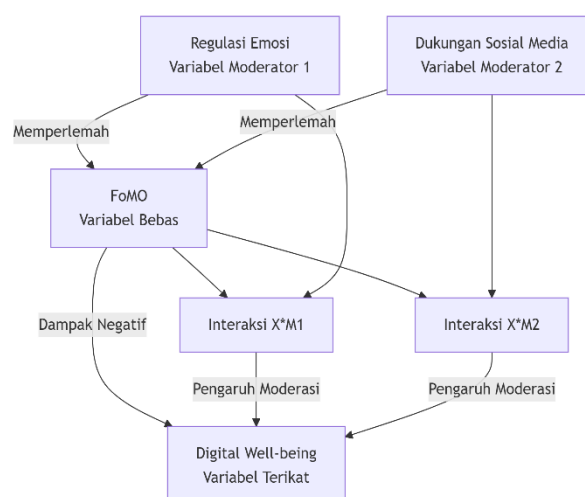 Regulasi Emosi
Variabel Moderator 1
Dukungan Sosial Media
Variabel Moderator 2
Memperlemah
Memperlemah
FoMO
Variabel Bebas
Dampak Negatif
Interaksi X*M1
Interaksi X*M2
Pengaruh Moderasi
Pengaruh Moderasi
Digital Well-being
Variabel Terikat